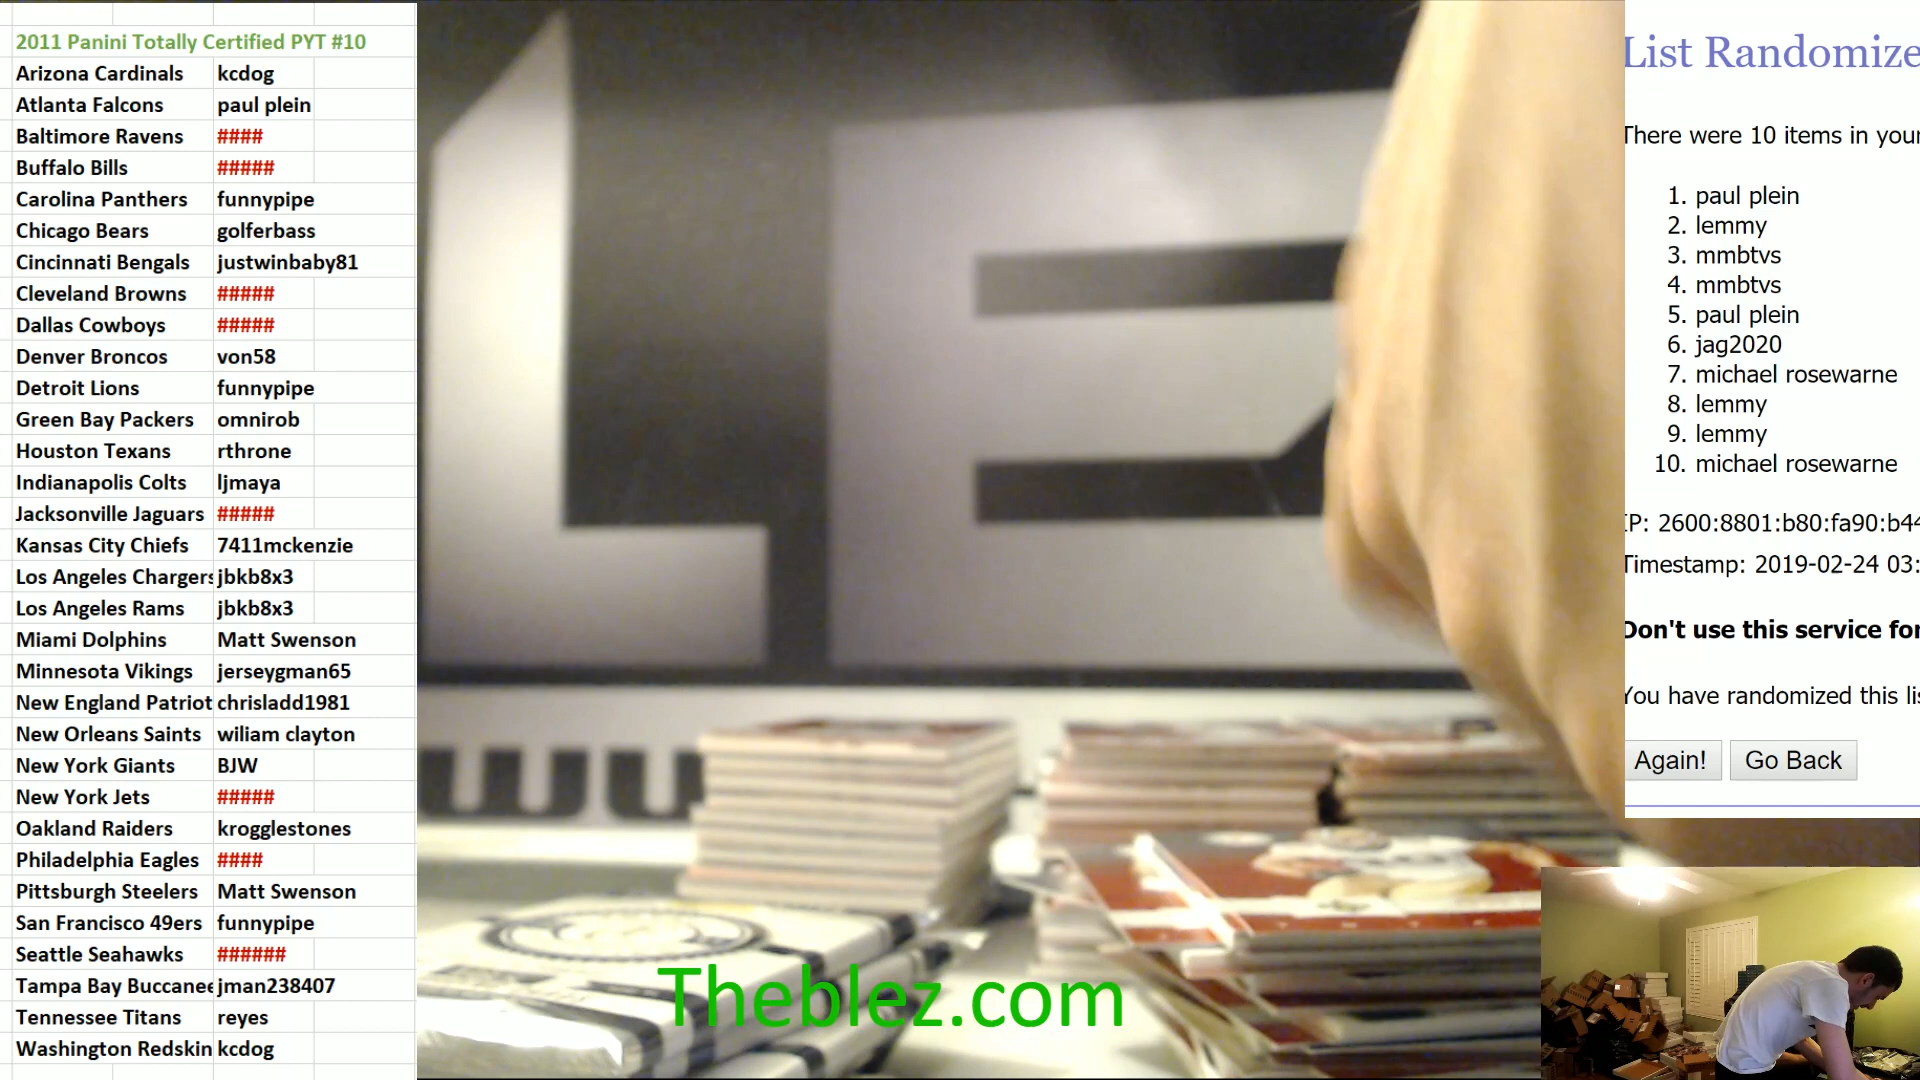 2011 Panini Totally Certified PYT #10
Arizona Cardinals kcdog
Atlanta Falcons paul plein
Baltimore Ravens ####
Buffalo Bills #####
Carolina Panthers funnypipe
Chicago Bears golferbass
Cincinnati Bengals justwinbaby81
Cleveland Browns #####
Dallas Cowboys #####
Denver Broncos von58
Detroit Lions funnypipe
Green Bay Packers omnirob
Houston Texans rthrone
Indianapolis Colts ljmaya
Jacksonville Jaguars #####
Kansas City Chiefs 7411mckenzie
Los Angeles Chargers jbkb8x3
Los Angeles Rams jbkb8x3
Miami Dolphins Matt Swenson
Minnesota Vikings jerseygman65
New England Patriot chrisladd1981
New Orleans Saints wiliam clayton
New York Giants BJW
New York Jets #####
Oakland Raiders krogglestones
Philadelphia Eagles ####
Pittsburgh Steelers Matt Swenson
San Francisco 49ers funnypipe
Seattle Seahawks ######
Tampa Bay Buccanee jman238407
Tennessee Titans reyes
Washington Redskin kcdog
LE
Theblez.com
List Randomize
There were 10 items in your
1. paul plein
2. lemmy
3. mmbtvs
4. mmbtvs
5. paul plein
6. jag2020
7. michael rosewarne
8. lemmy
9. lemmy
10. michael rosewarne
IP: 2600:8801:b80:fa90:b44
Timestamp: 2019-02-24 03:
Don't use this service for
You have randomized this lis
Again! Go Back